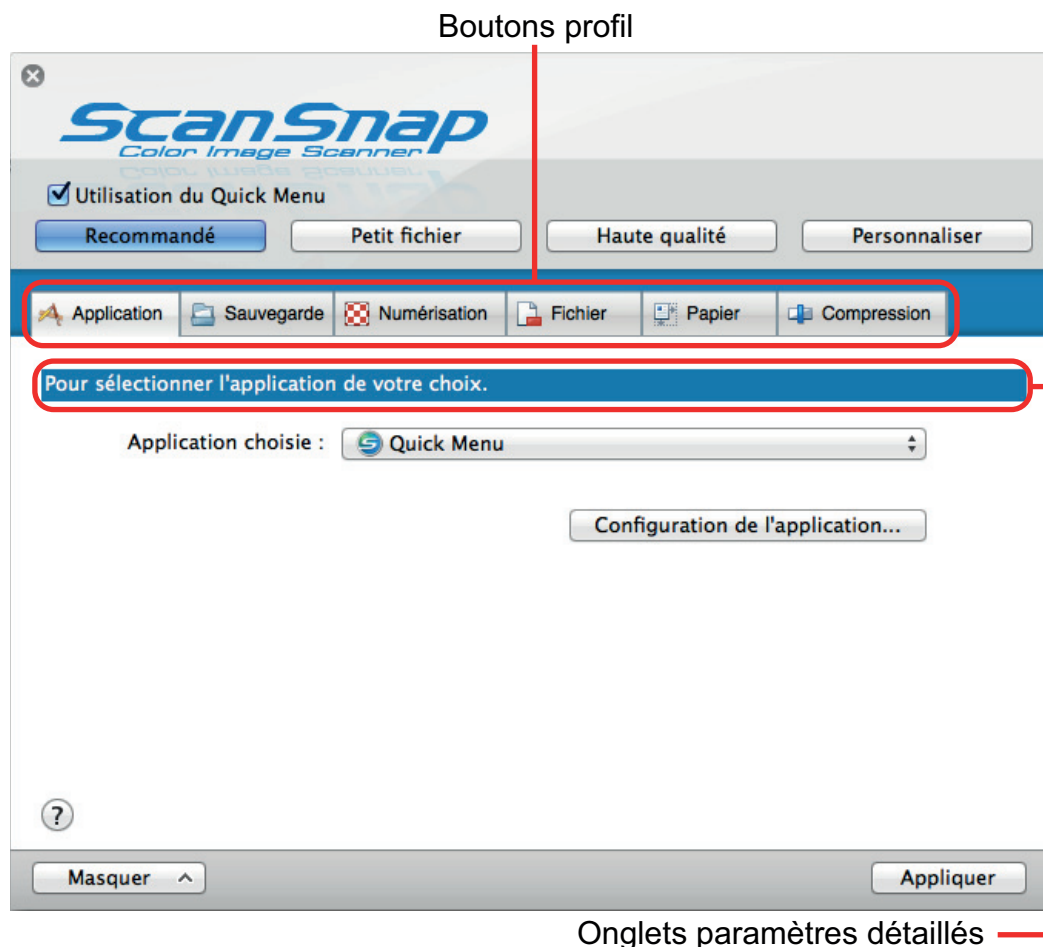 Boutons profil
ScanSnap
Color Image Scanner
Utilisation du Quick Menu
Recommandé Petit fichier Haute qualité Personnaliser
Application Sauvegarde Numérisation Fichier Papier Compression
Pour sélectionner l'application de votre choix.
Application choisie : Quick Menu
Configuration de l'application...
?
Masquer Appliquer
Onglets paramètres détaillés